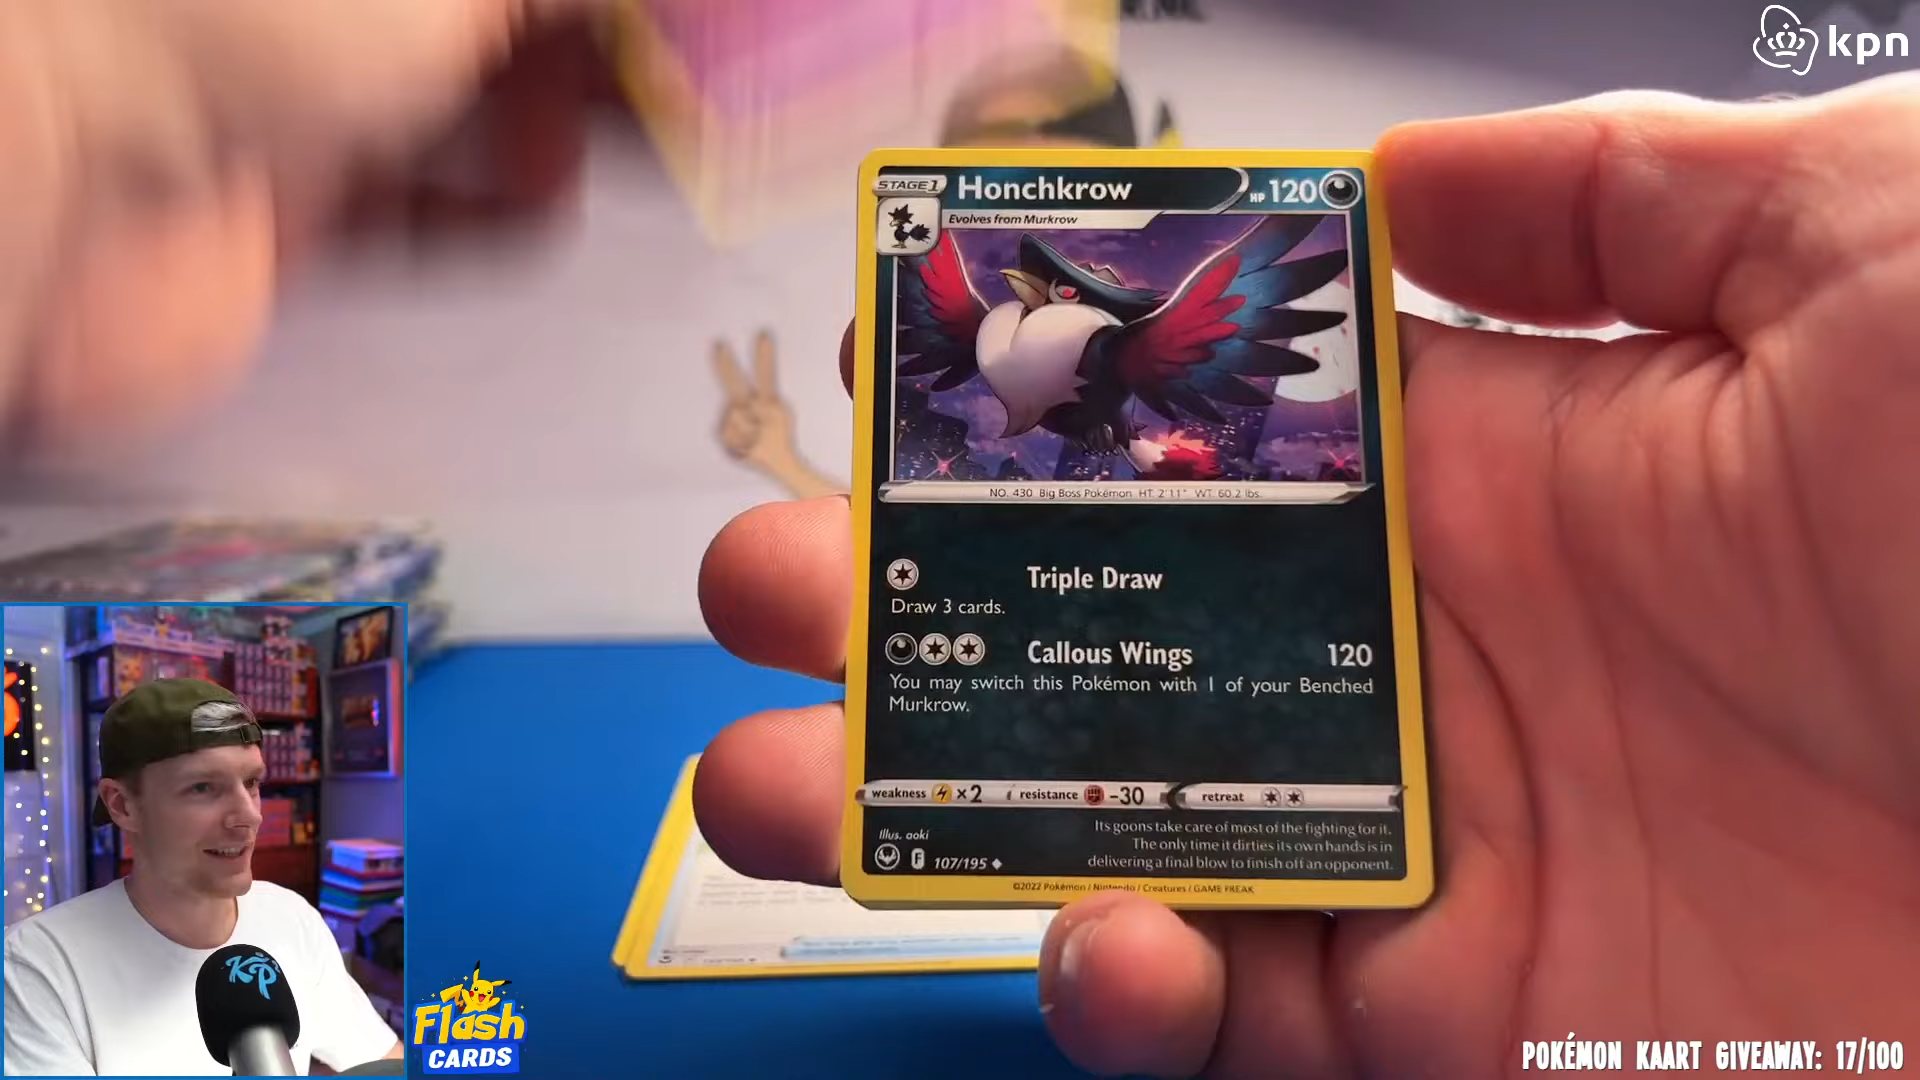 kpn
STAGE 1
Honchkrow
HP 120
Evolves from Murkrow
NO. 430 Big Boss Pokémon HT: 2'11" WT: 60.2 lbs.
Triple Draw
Draw 3 cards.
Callous Wings 120
You may switch this Pokémon with 1 of your Benched
Murkrow.
weakness ×2 resistance -30 retreat
Illus. aoki
Its goons take care of most of the fighting for it.
The only time it dirties its own hands is in
delivering a final blow to finish off an opponent.
F 107/195
©2022 Pokémon / Nintendo / Creatures / GAME FREAK
KP
Flash
CARDS
POKÉMON KAART GIVEAWAY: 17/100